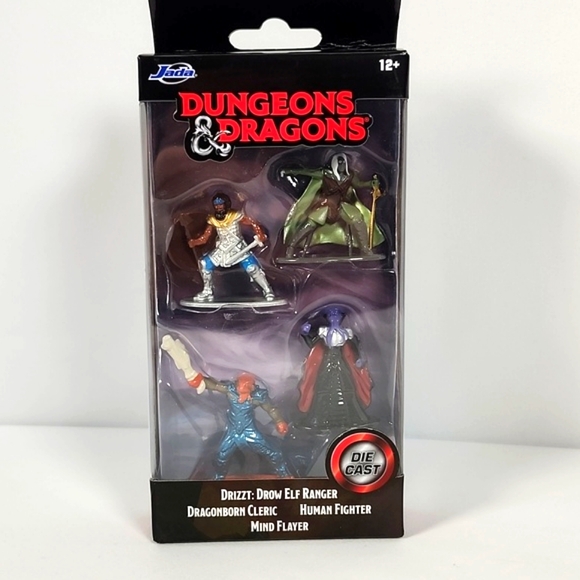 Jada
12+
DUNGEONS
& DRAGONS®
DIE
CAST
DRIZZT: DROW ELF RANGER
DRAGONBORN CLERIC HUMAN FIGHTER
MIND FLAYER